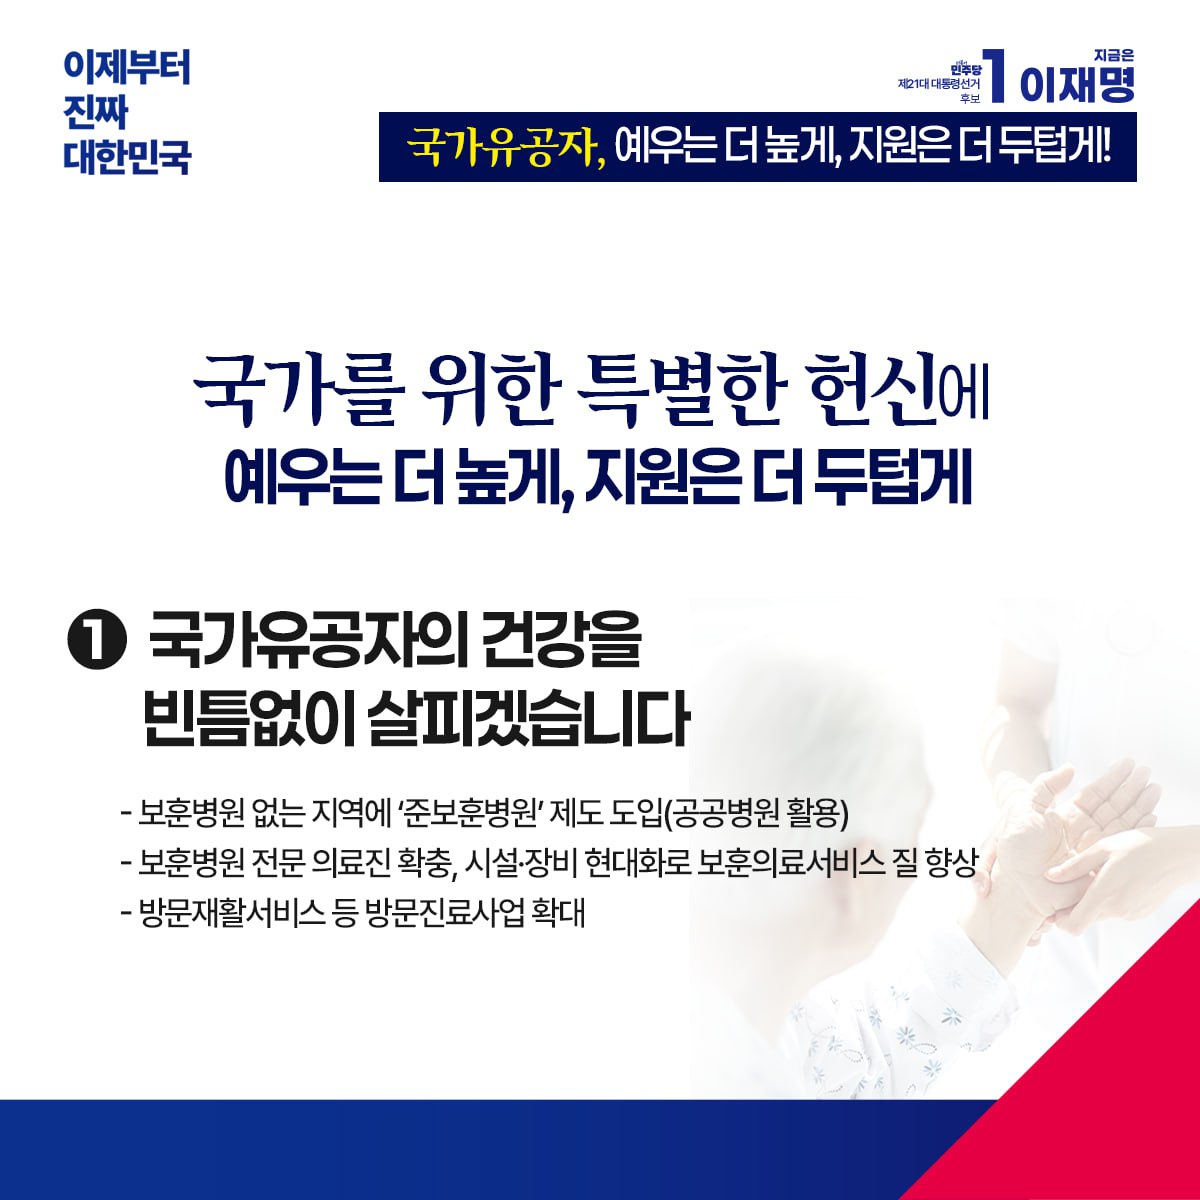 이제부터
진짜
대한민국
지금은
민주당
제21대 대통령선거
후보
1 이재명
국가유공자, 예우는 더 높게, 지원은 더 두텁게!
국가를 위한 특별한 헌신에
예우는 더 높게, 지원은 더 두텁게
1 국가유공자의 건강을
빈틈없이 살피겠습니다
- 보훈병원 없는 지역에 ‘준보훈병원’ 제도 도입(공공병원 활용)
- 보훈병원 전문 의료진 확충, 시설·장비 현대화로 보훈의료서비스 질 향상
- 방문재활서비스 등 방문진료사업 확대